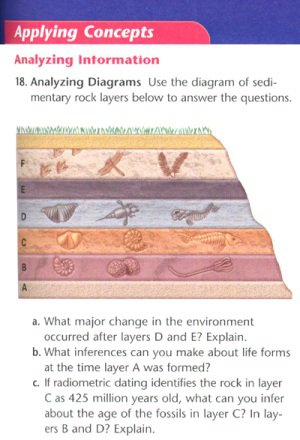 Applying Concepts
Analyzing Information
18. Analyzing Diagrams Use the diagram of sedi-
mentary rock layers below to answer the questions.
F
E
D
C
B
A
a. What major change in the environment
occurred after layers D and E? Explain.
b. What inferences can you make about life forms
at the time layer A was formed?
c. If radiometric dating identifies the rock in layer
C as 425 million years old, what can you infer
about the age of the fossils in layer C? In lay-
ers B and D? Explain.